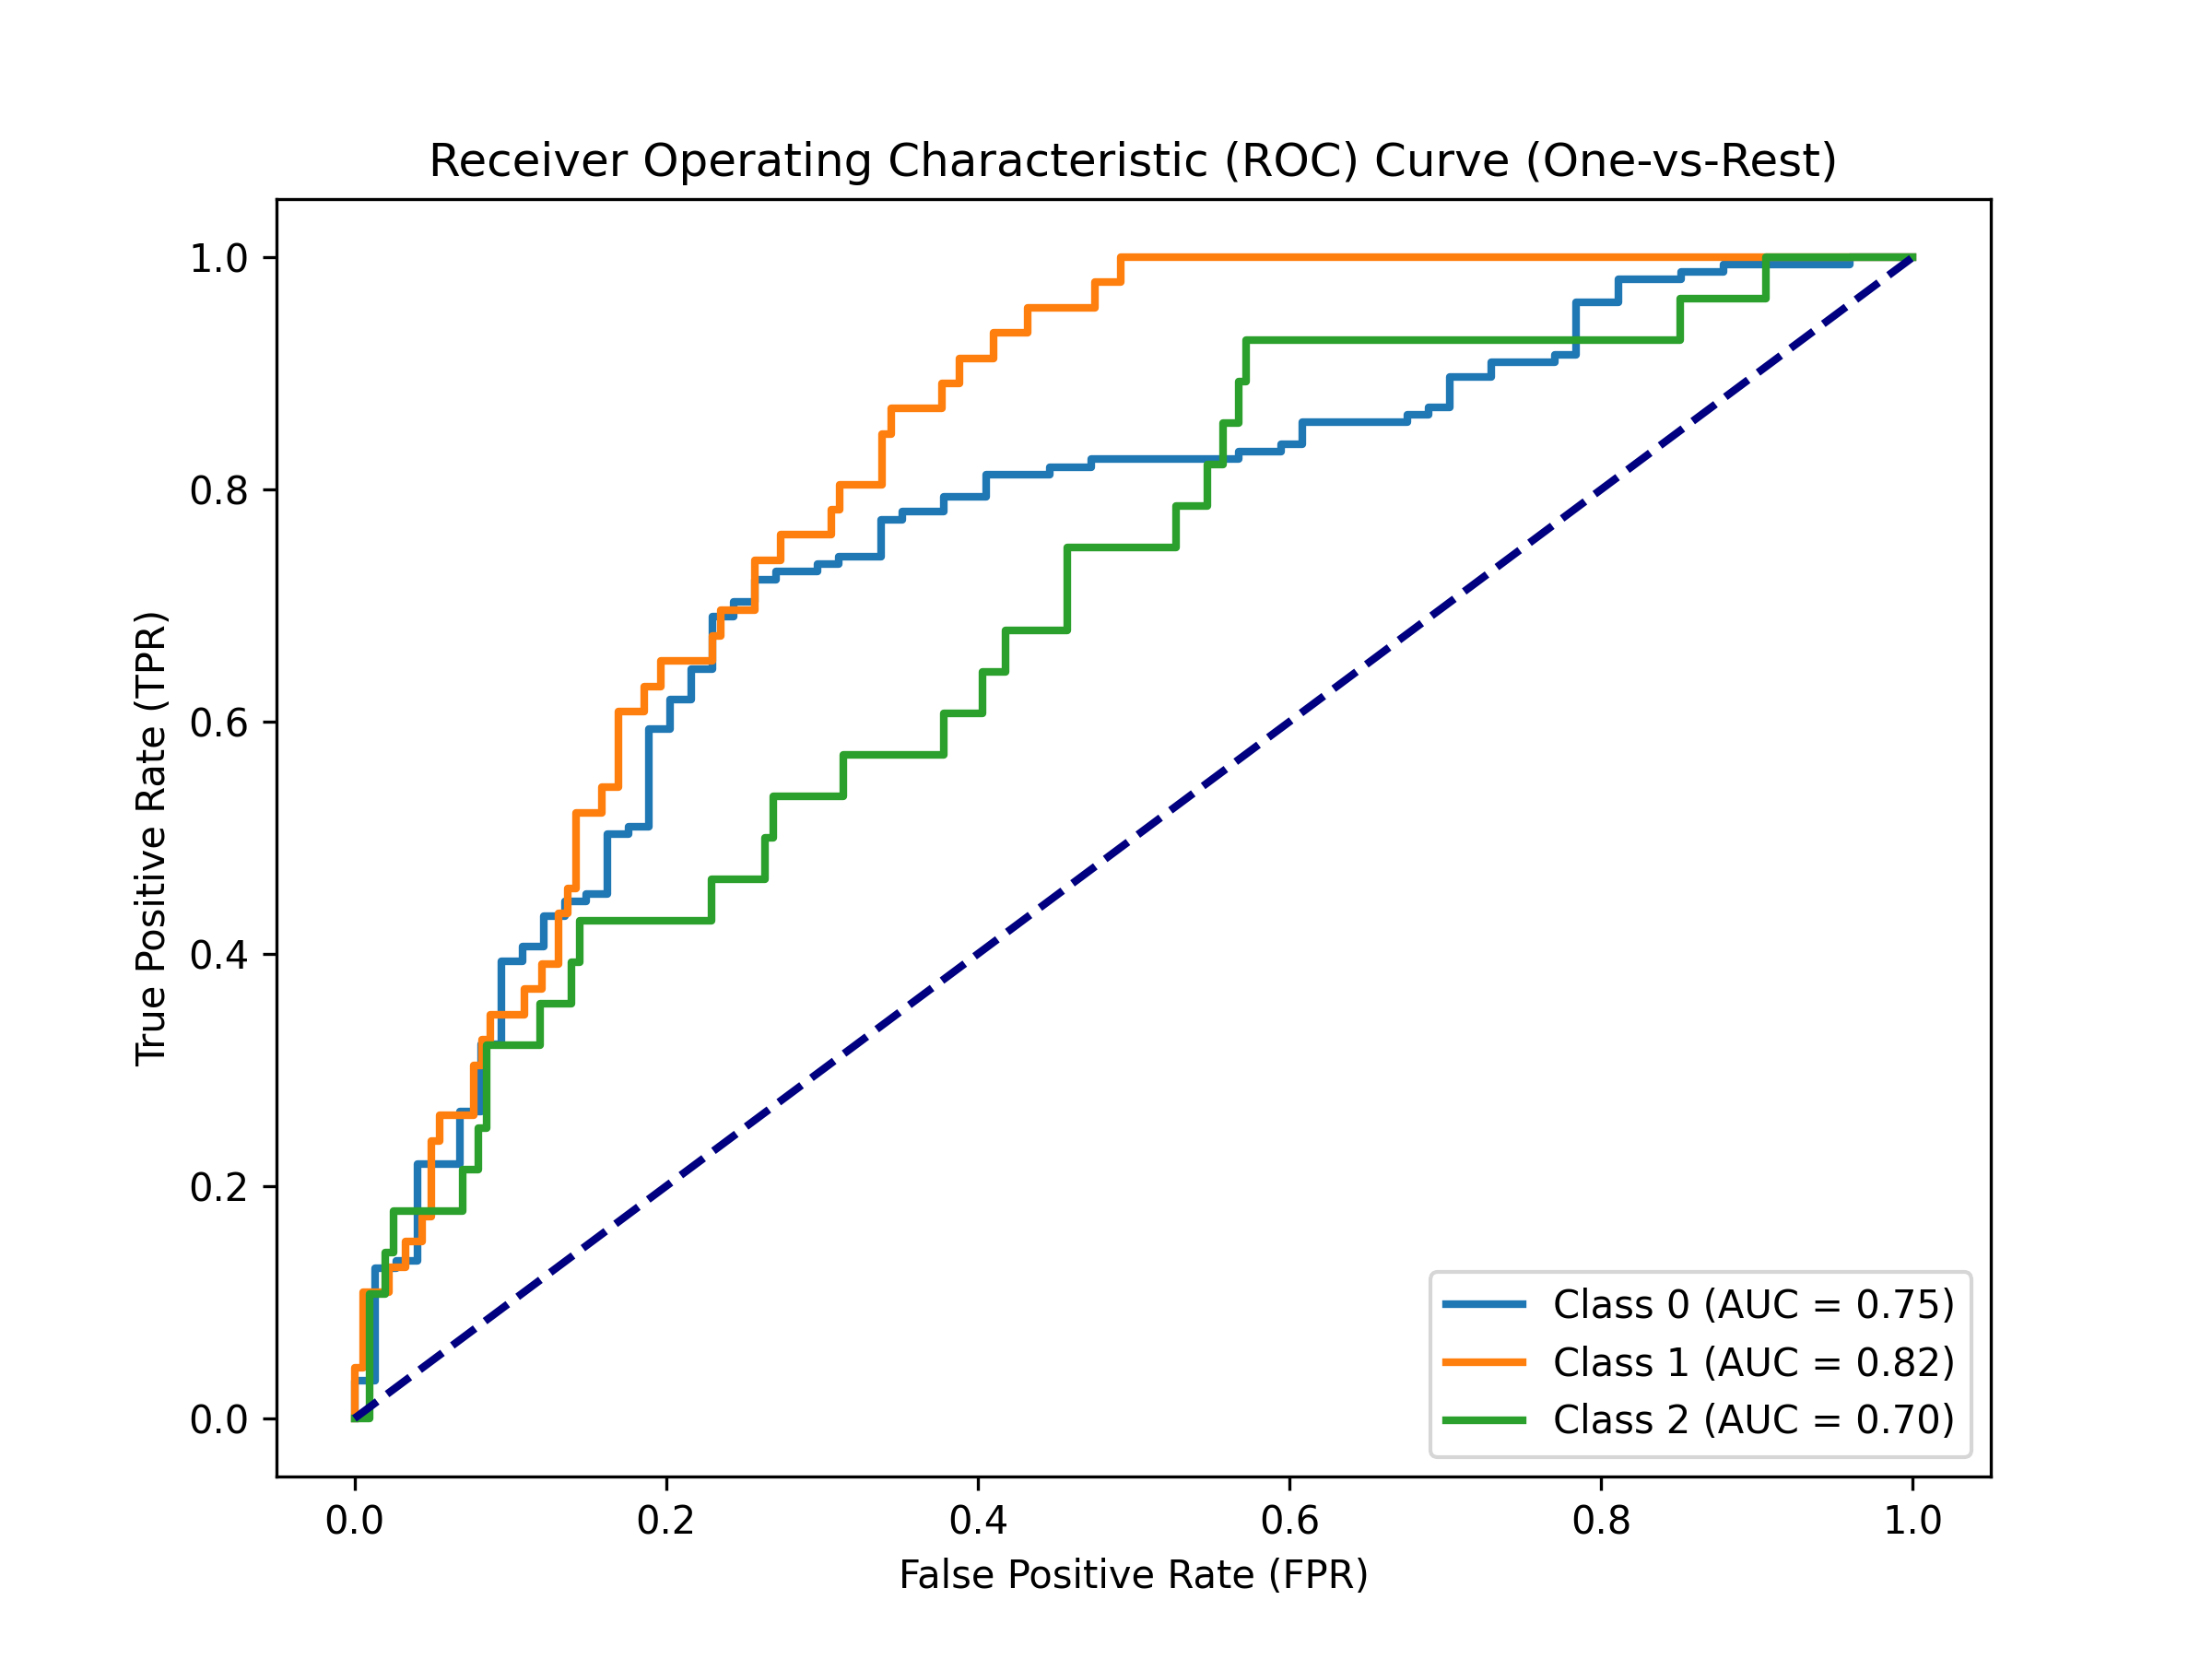 Receiver Operating Characteristic (ROC) Curve (One-vs-Rest)
True Positive Rate (TPR)
1.0
0.8
0.6
0.4
0.2
0.0
Class 0 (AUC = 0.75)
Class 1 (AUC = 0.82)
Class 2 (AUC = 0.70)
0.0 0.2 0.4 0.6 0.8 1.0
False Positive Rate (FPR)